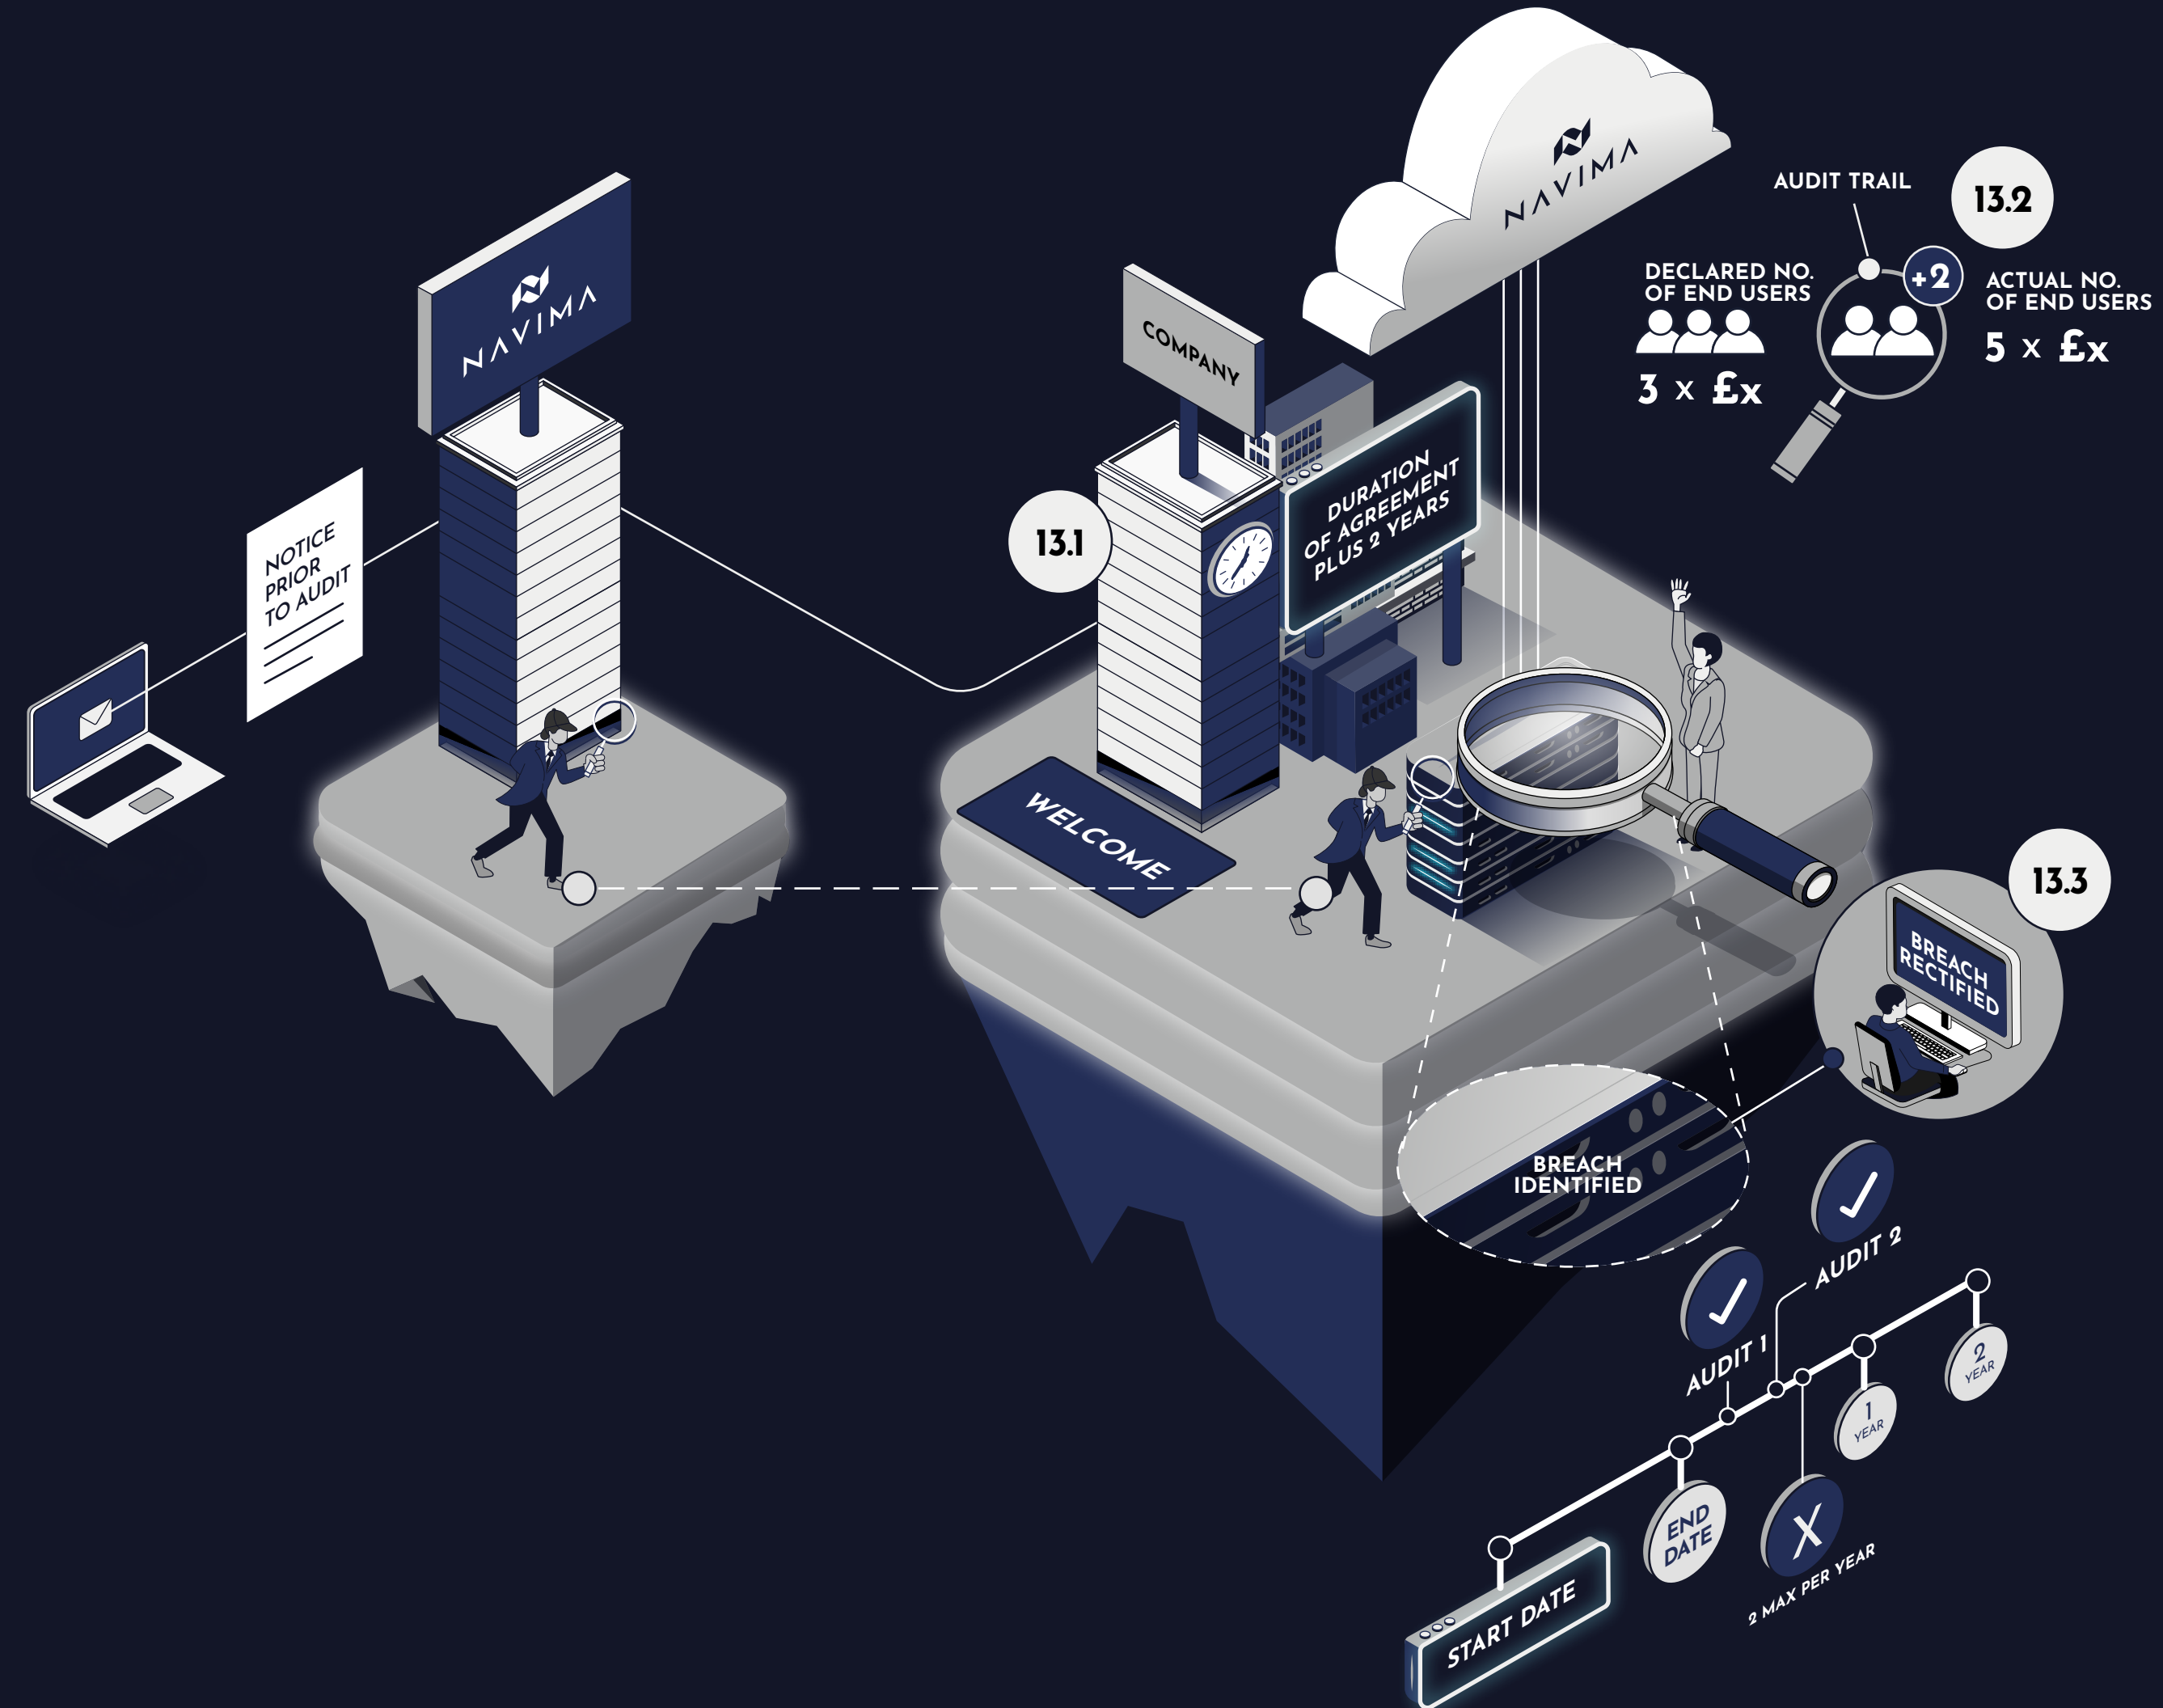 NAVIMA
NOTICE
PRIOR
TO AUDIT
NAVIMA
COMPANY
13.1
DURATION
OF AGREEMENT
PLUS 2 YEARS
WELCOME
AUDIT TRAIL
13.2
DECLARED NO.
OF END USERS
3 x £x
+2
ACTUAL NO.
OF END USERS
5 x £x
13.3
BREACH
RECTIFIED
BREACH
IDENTIFIED
AUDIT 2
AUDIT 1
2
YEAR
1
YEAR
END
DATE
X
2 MAX PER YEAR
START DATE